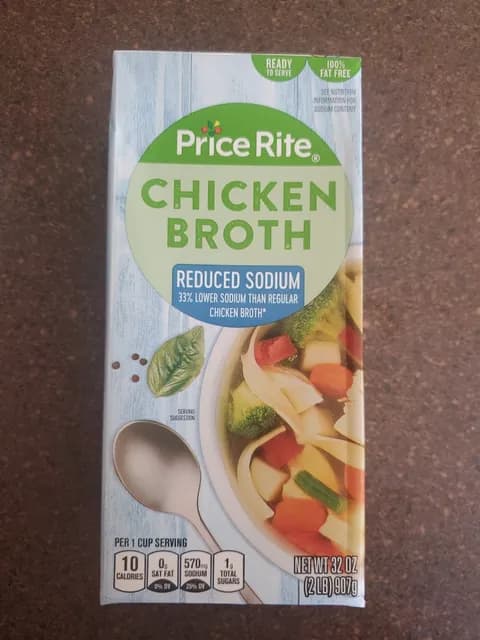 READY
TO SERVE
100%
FAT FREE
SEE NUTRITION
INFORMATION FOR
SODIUM CONTENT
Price Rite®
CHICKEN
BROTH
REDUCED SODIUM
33% LOWER SODIUM THAN REGULAR
CHICKEN BROTH*
SERVING
SUGGESTION
PER 1 CUP SERVING
10
CALORIES
0g
SAT FAT
0% DV
570mg
SODIUM
25% DV
1g
TOTAL
SUGARS
NET WT 32 OZ
(2 LB) 907g